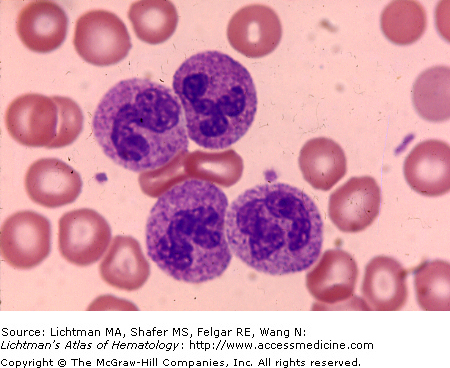 Source: Lichtman MA, Shafer MS, Felgar RE, Wang N:
Lichtman's Atlas of Hematology: http://www.accessmedicine.com
Copyright © The McGraw-Hill Companies, Inc. All rights reserved.